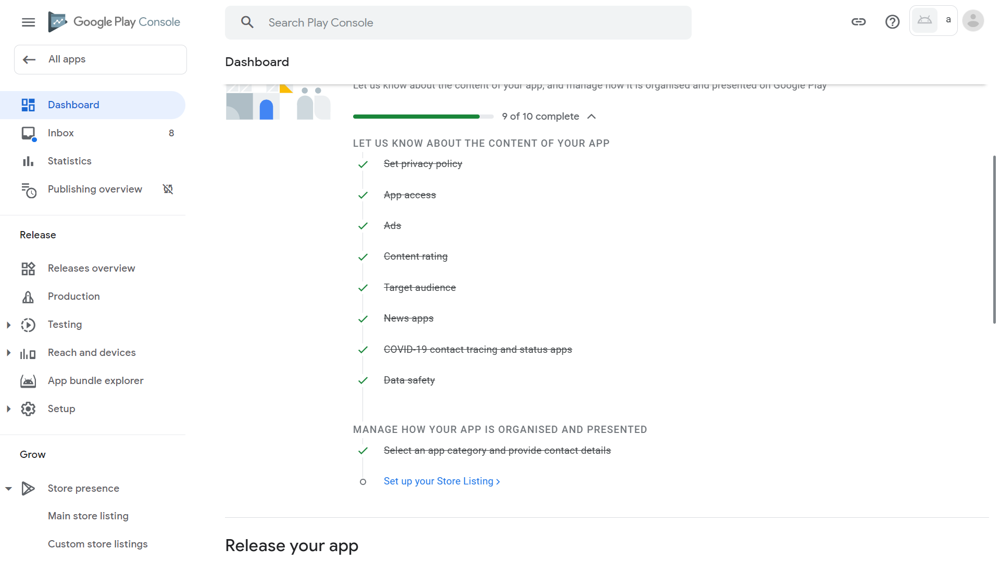 Google Play Console
Search Play Console
a
All apps
Dashboard
Dashboard
Inbox 8
Statistics
Publishing overview
Release
Releases overview
Production
Testing
Reach and devices
App bundle explorer
Setup
Grow
Store presence
Main store listing
Custom store listings
Let us know about the content of your app, and manage how it is organised and presented on Google Play
9 of 10 complete
LET US KNOW ABOUT THE CONTENT OF YOUR APP
Set privacy policy
App access
Ads
Content rating
Target audience
News apps
COVID-19 contact tracing and status apps
Data safety
MANAGE HOW YOUR APP IS ORGANISED AND PRESENTED
Select an app category and provide contact details
Set up your Store Listing
Release your app